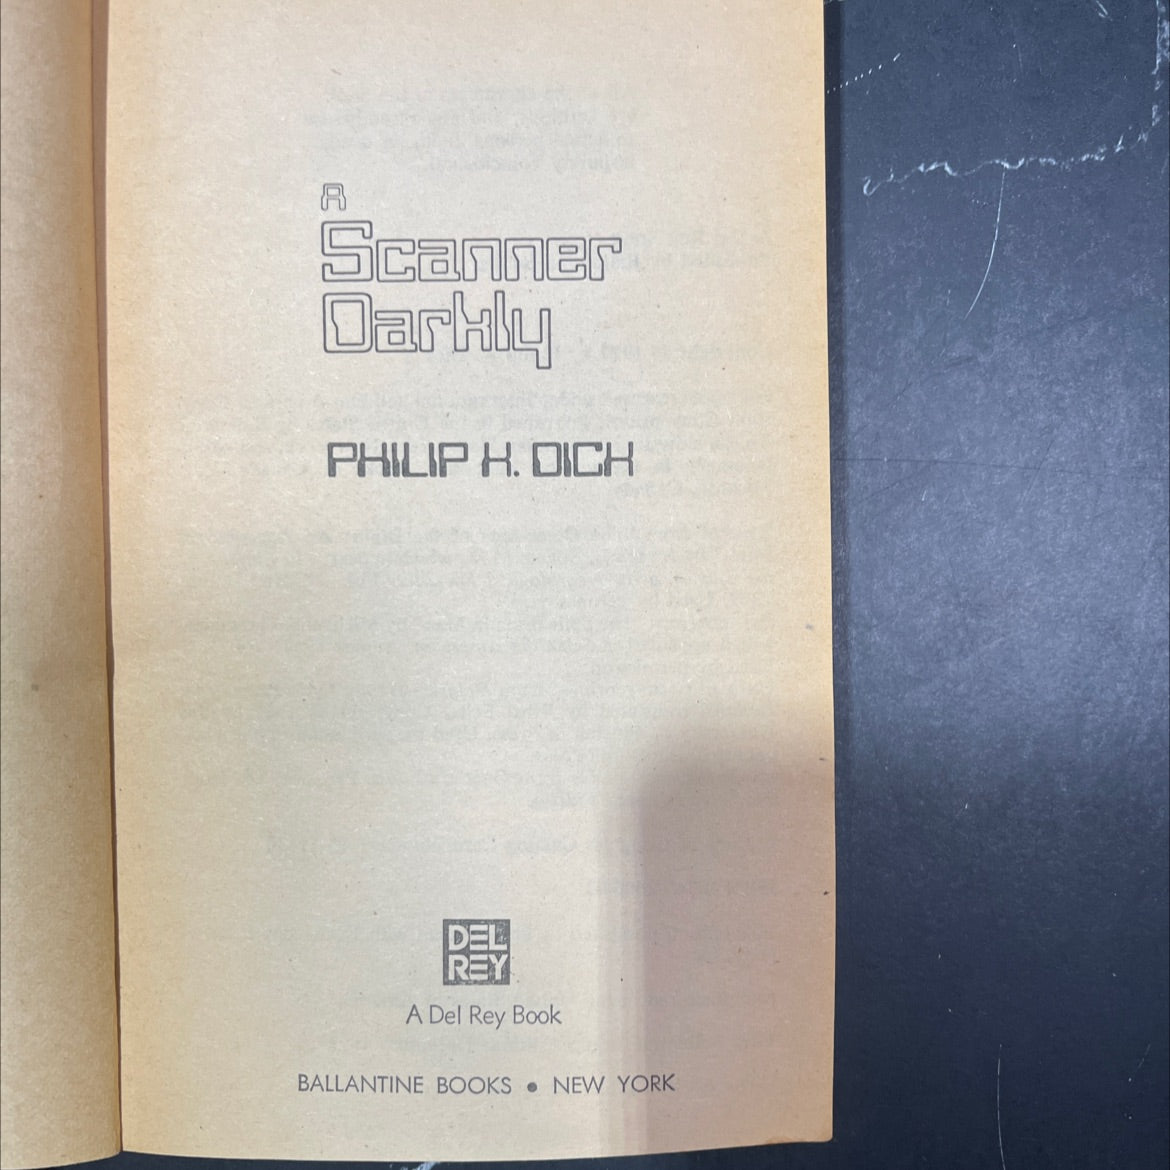 A
Scanner
Darkly
PHILIP K. DICK
DEL
REY
A Del Rey Book
BALLANTINE BOOKS • NEW YORK